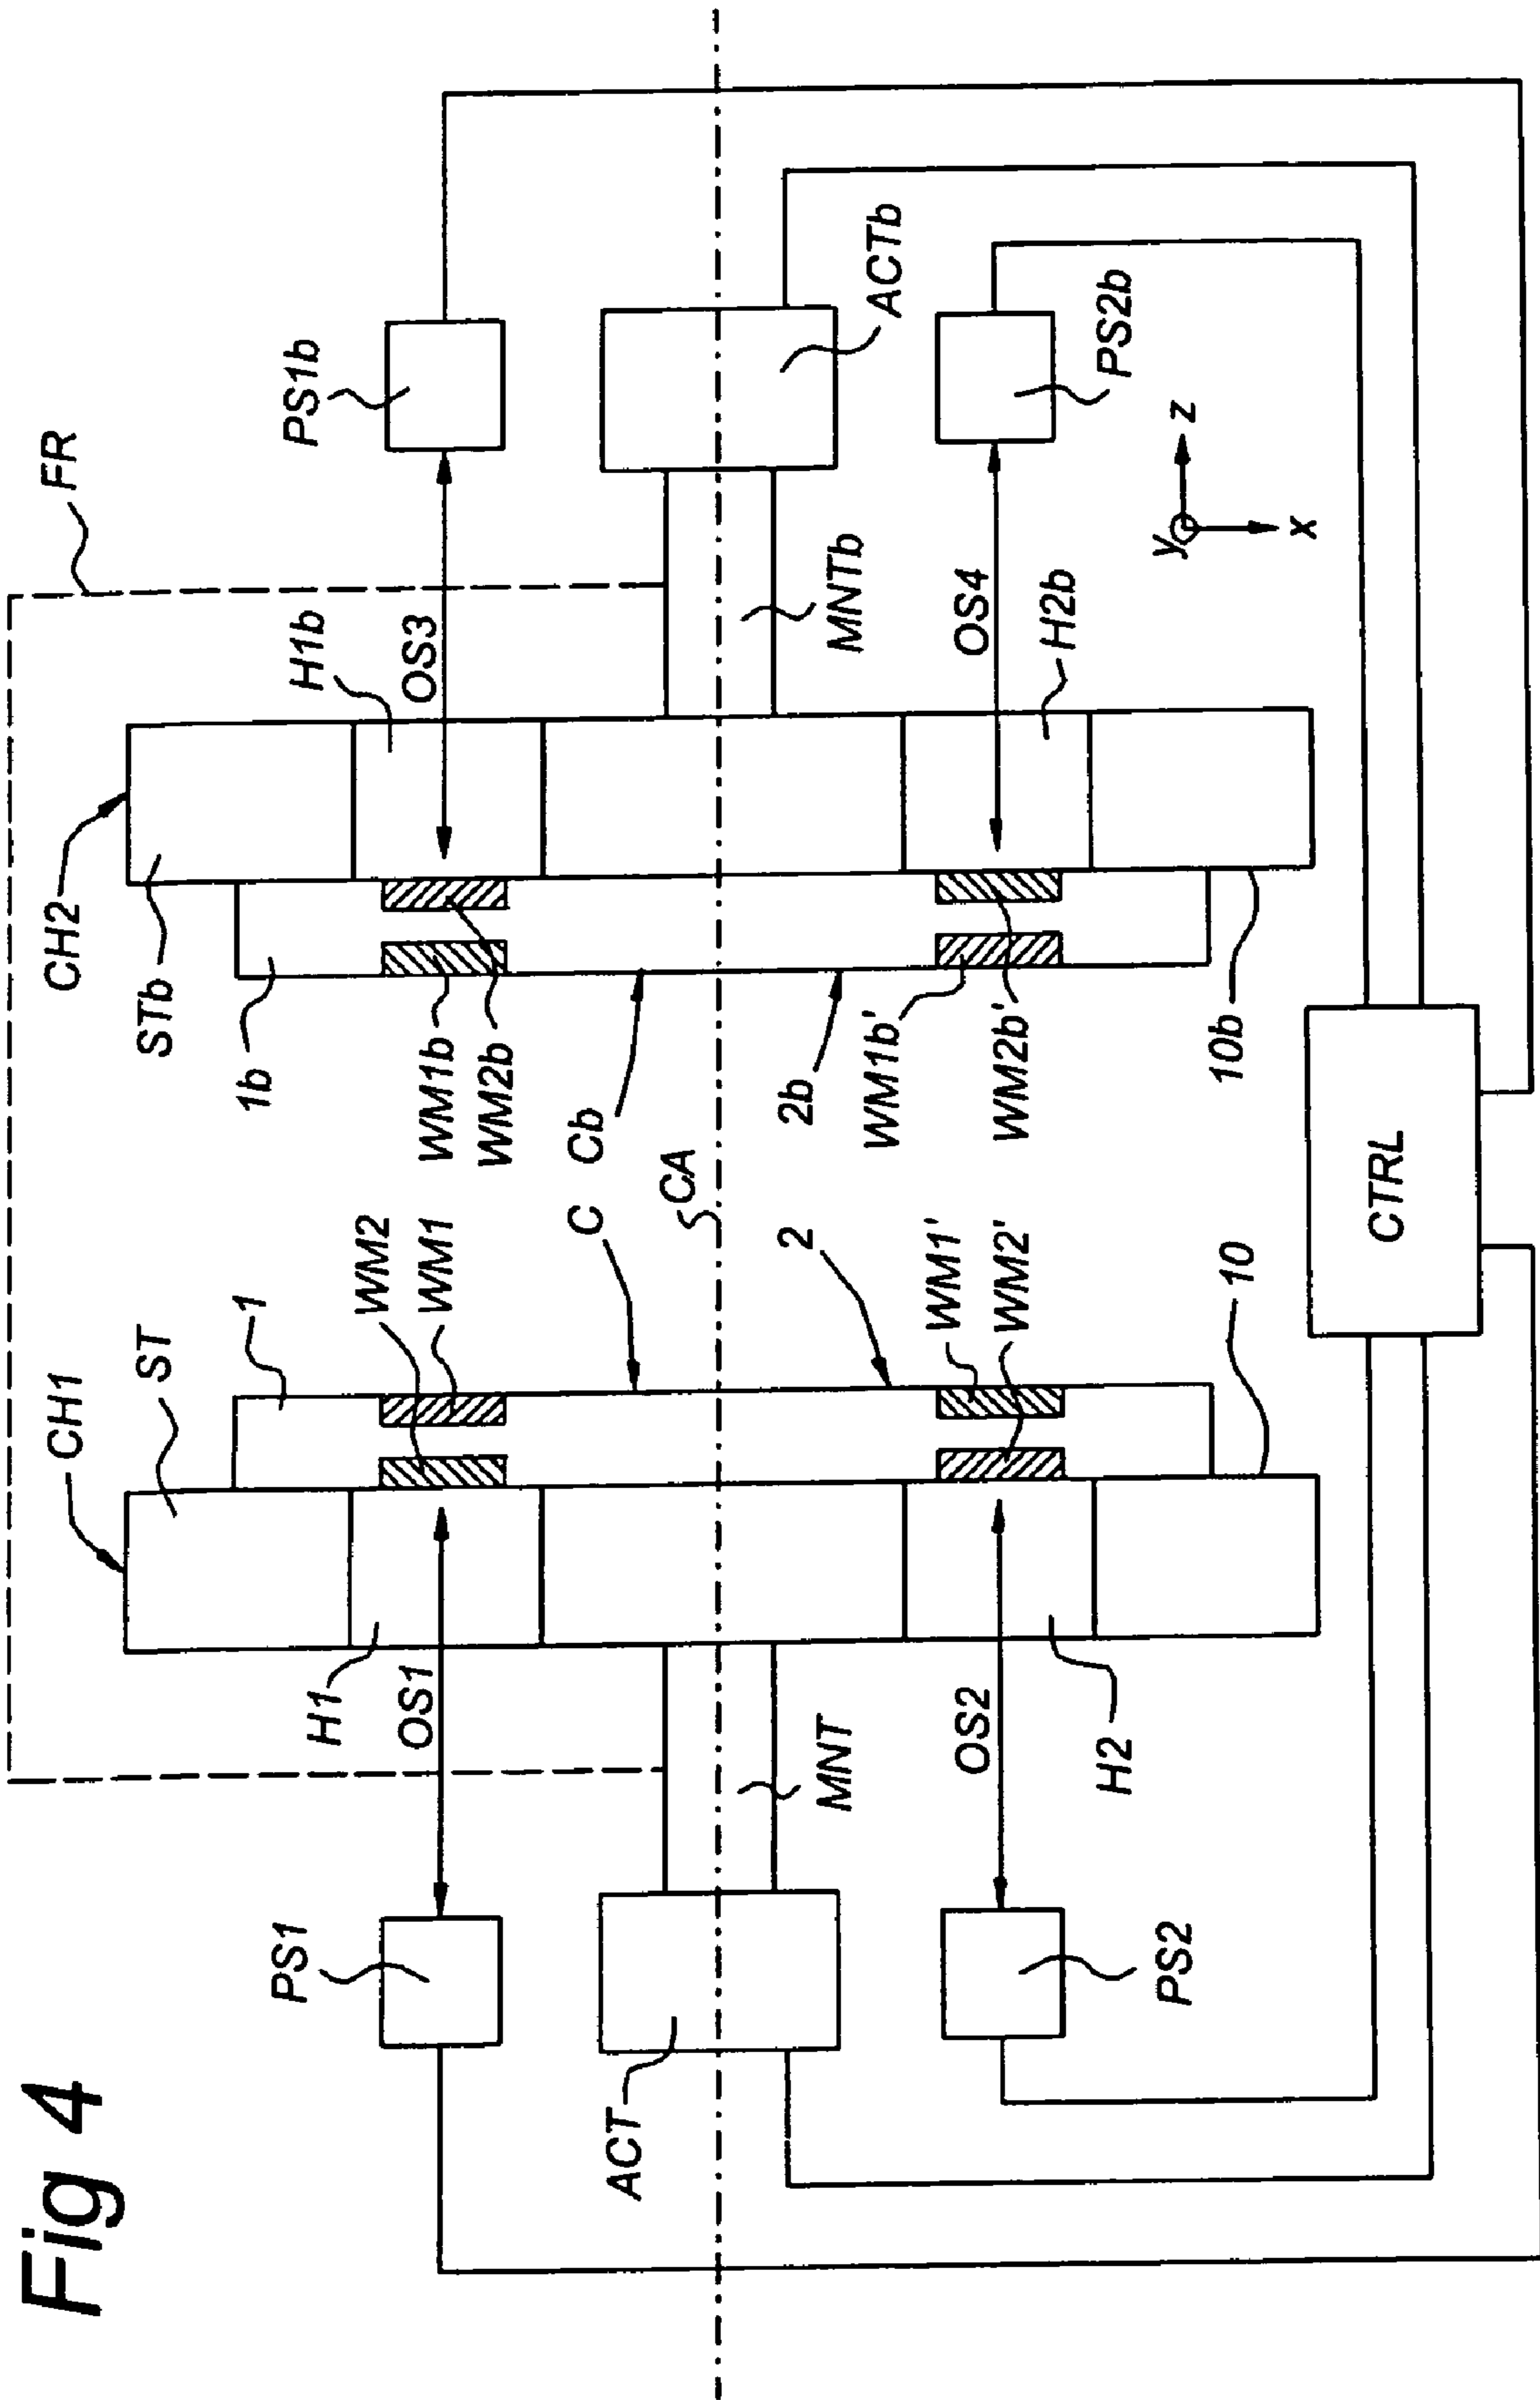 Fig 4
FR
CH1
ST
1
CH2
STb
1b
PS1
H1
OS1
WM2
WM1
WM1b
WM2b
H1b
OS3
PS1b
ACT
MNT
C
Cb
CA
MNTb
ACTb
2
2b
PS2
OS2
H2
WM1'
WM2'
WM1b'
WM2b'
OS4
H2b
PS2b
10
10b
y
z
x
CTRL